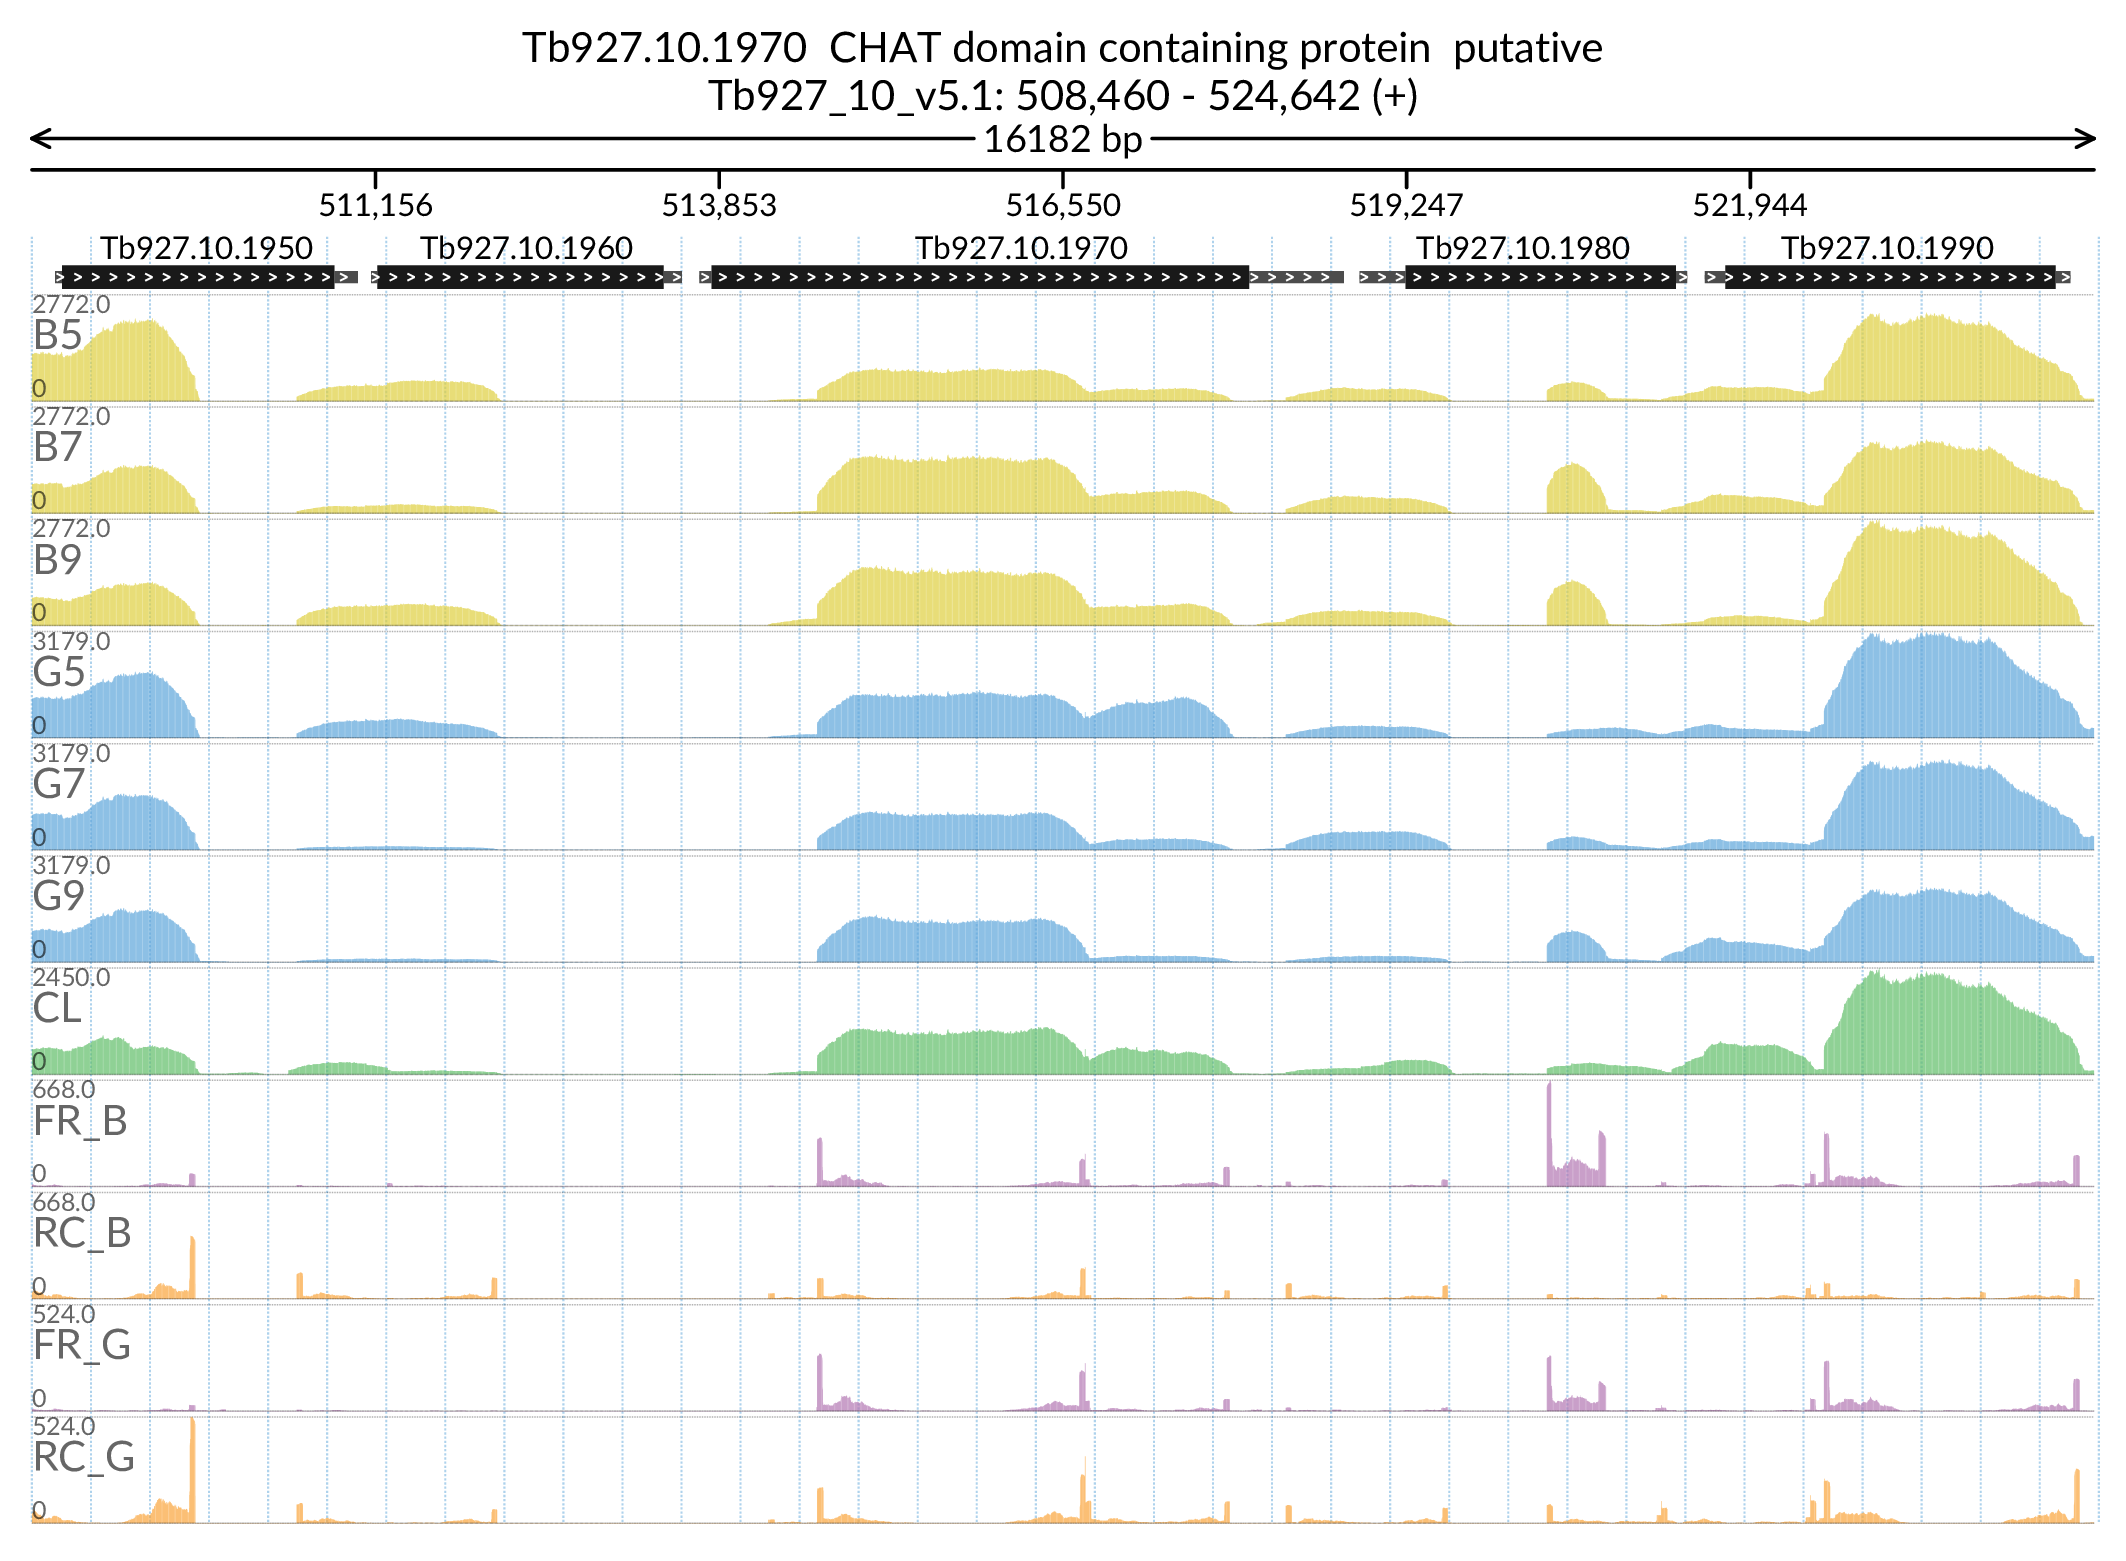 Tb927.10.1970  CHAT domain containing protein  putative
Tb927_10_v5.1: 508,460 - 524,642 (+)
16182 bp
511,156 513,853 516,550 519,247 521,944
Tb927.10.1950 Tb927.10.1960 Tb927.10.1970 Tb927.10.1980 Tb927.10.1990
2772.0
B5
0
2772.0
B7
0
2772.0
B9
0
3179.0
G5
0
3179.0
G7
0
3179.0
G9
0
2450.0
CL
0
668.0
FR_B
0
668.0
RC_B
0
524.0
FR_G
0
524.0
RC_G
0